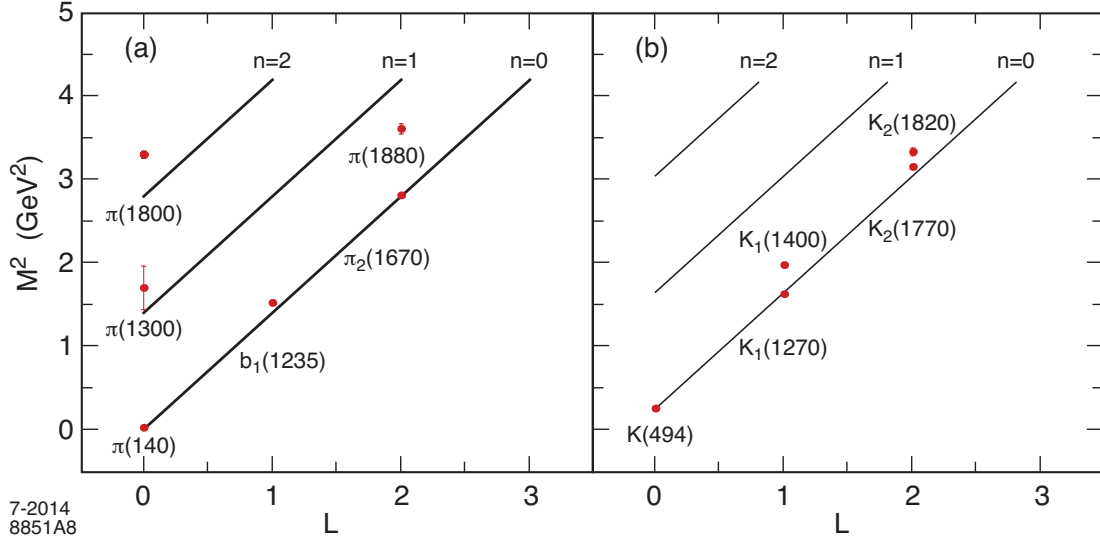 5
4
3
2
1
0
M² (GeV²)
(a)
n=2
n=1
n=0
π(1800)
π(1300)
π(140)
b₁(1235)
π₂(1670)
π(1880)
0
1
2
3
L
(b)
n=2
n=1
n=0
K₂(1820)
K₁(1400)
K₂(1770)
K₁(1270)
K(494)
0
1
2
3
L
7-2014
8851A8